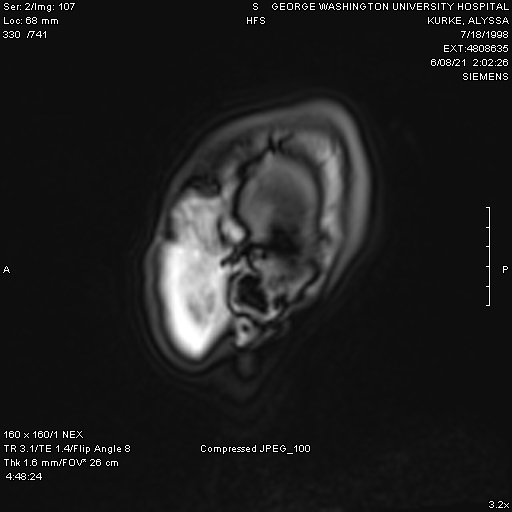 Ser: 2/Img: 107
Loc: 68 mm
330 /741
S
HFS
GEORGE WASHINGTON UNIVERSITY HOSPITAL
KURKE, ALYSSA
7/18/1998
EXT:4808635
6/08/21 2:02:26
SIEMENS
A
P
160 x 160/1 NEX
TR 3.1/TE 1.4/Flip Angle 8
Thk 1.6 mm/FOV* 26 cm
4:48:24
Compressed JPEG_100
3.2x